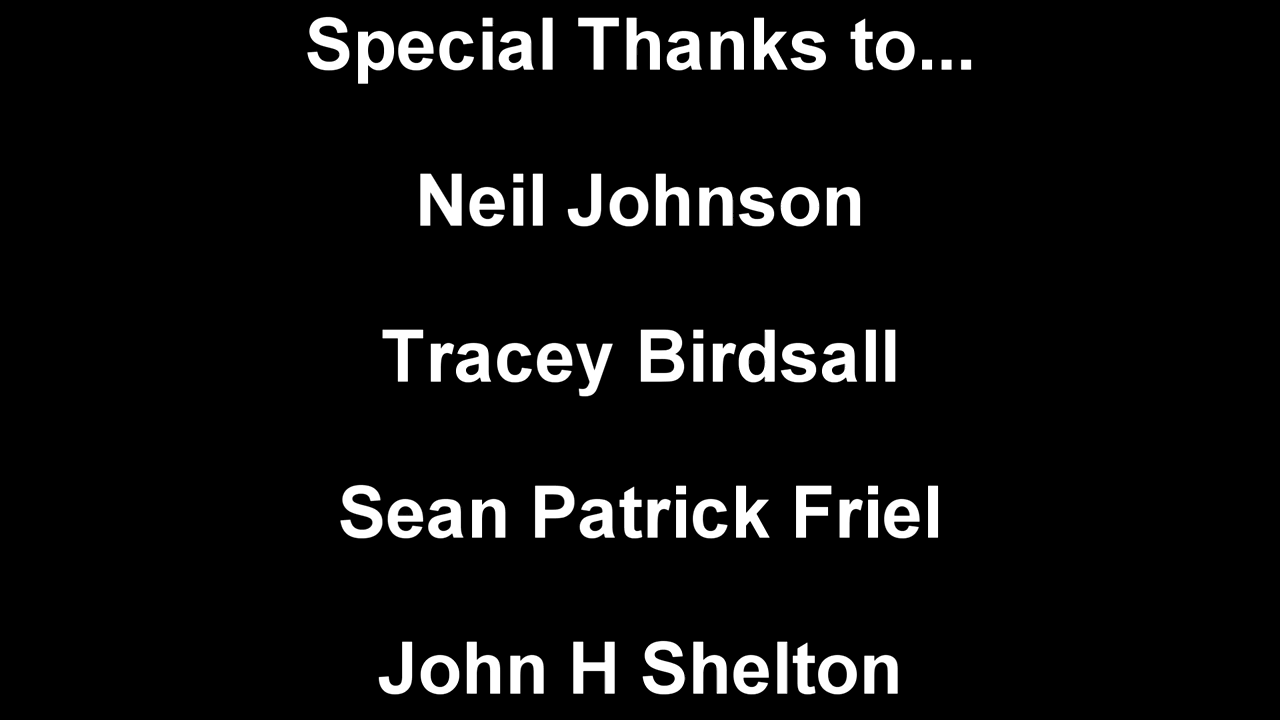 Special Thanks to...
Neil Johnson
Tracey Birdsall
Sean Patrick Friel
John H Shelton